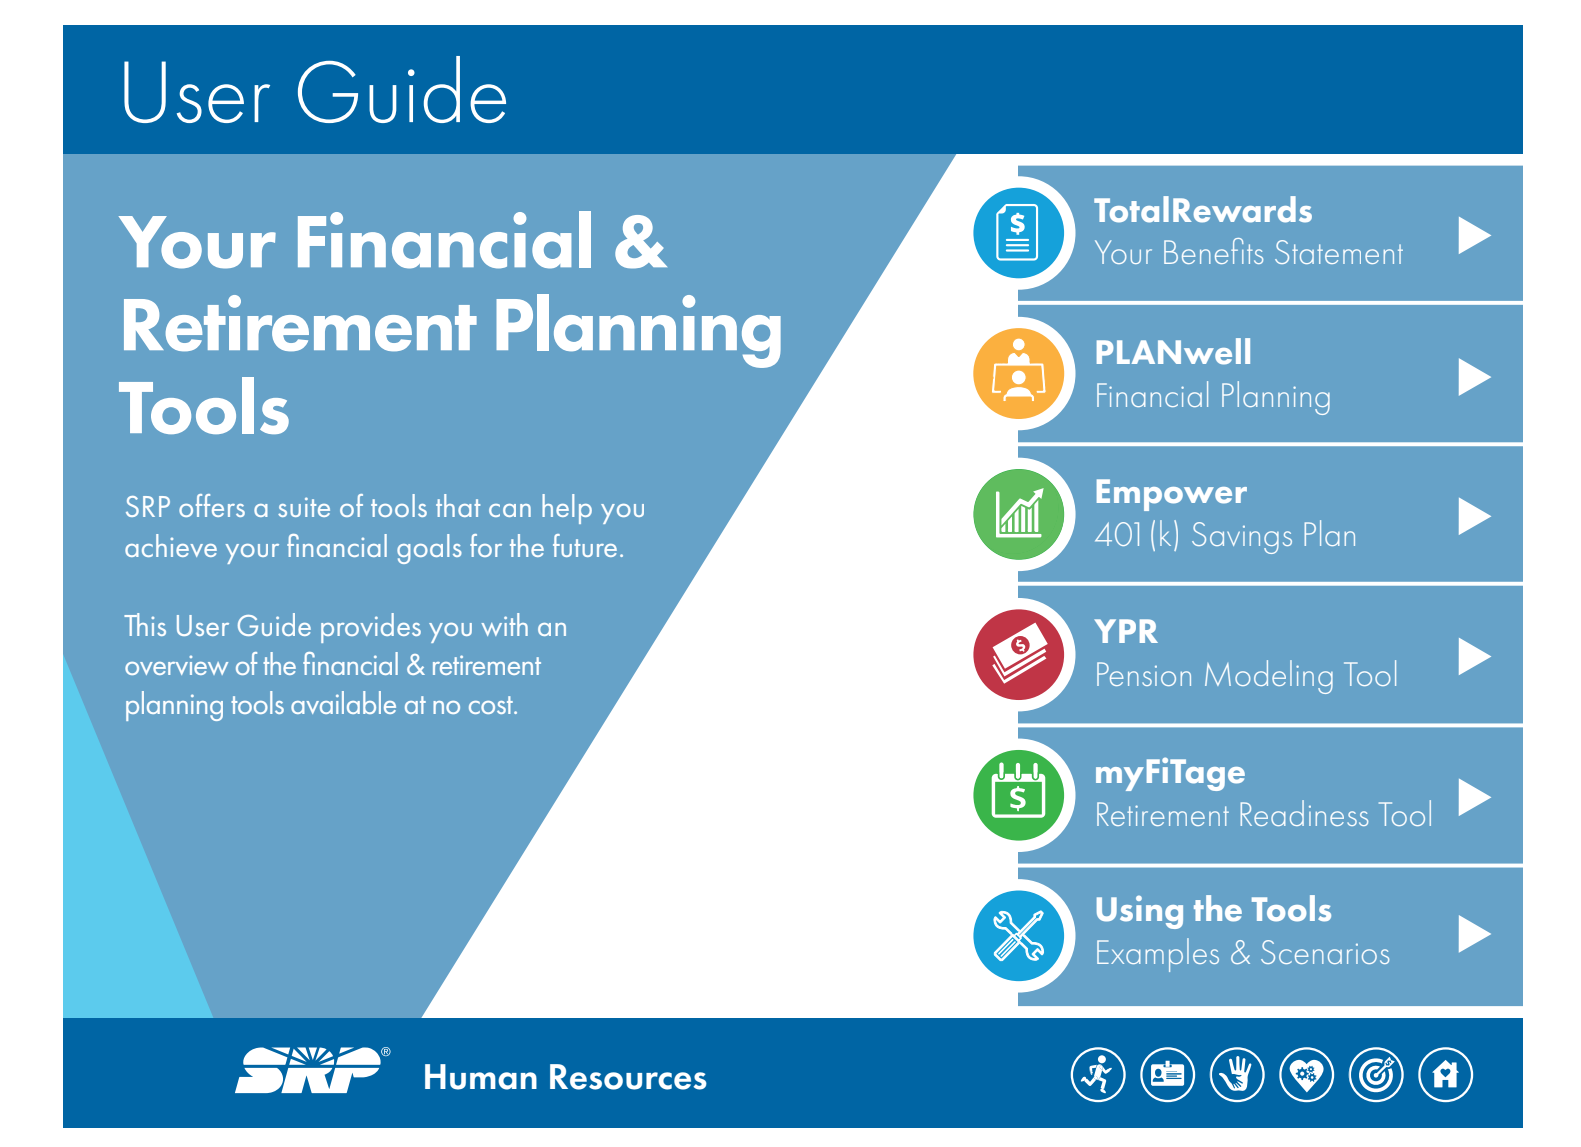 User Guide
Your Financial &
Retirement Planning
Tools
SRP offers a suite of tools that can help you
achieve your financial goals for the future.
This User Guide provides you with an
overview of the financial & retirement
planning tools available at no cost.
TotalRewards
Your Benefits Statement
PLANwell
Financial Planning
Empower
401(k) Savings Plan
YPR
Pension Modeling Tool
myFiTage
Retirement Readiness Tool
Using the Tools
Examples & Scenarios
SRP®
Human Resources